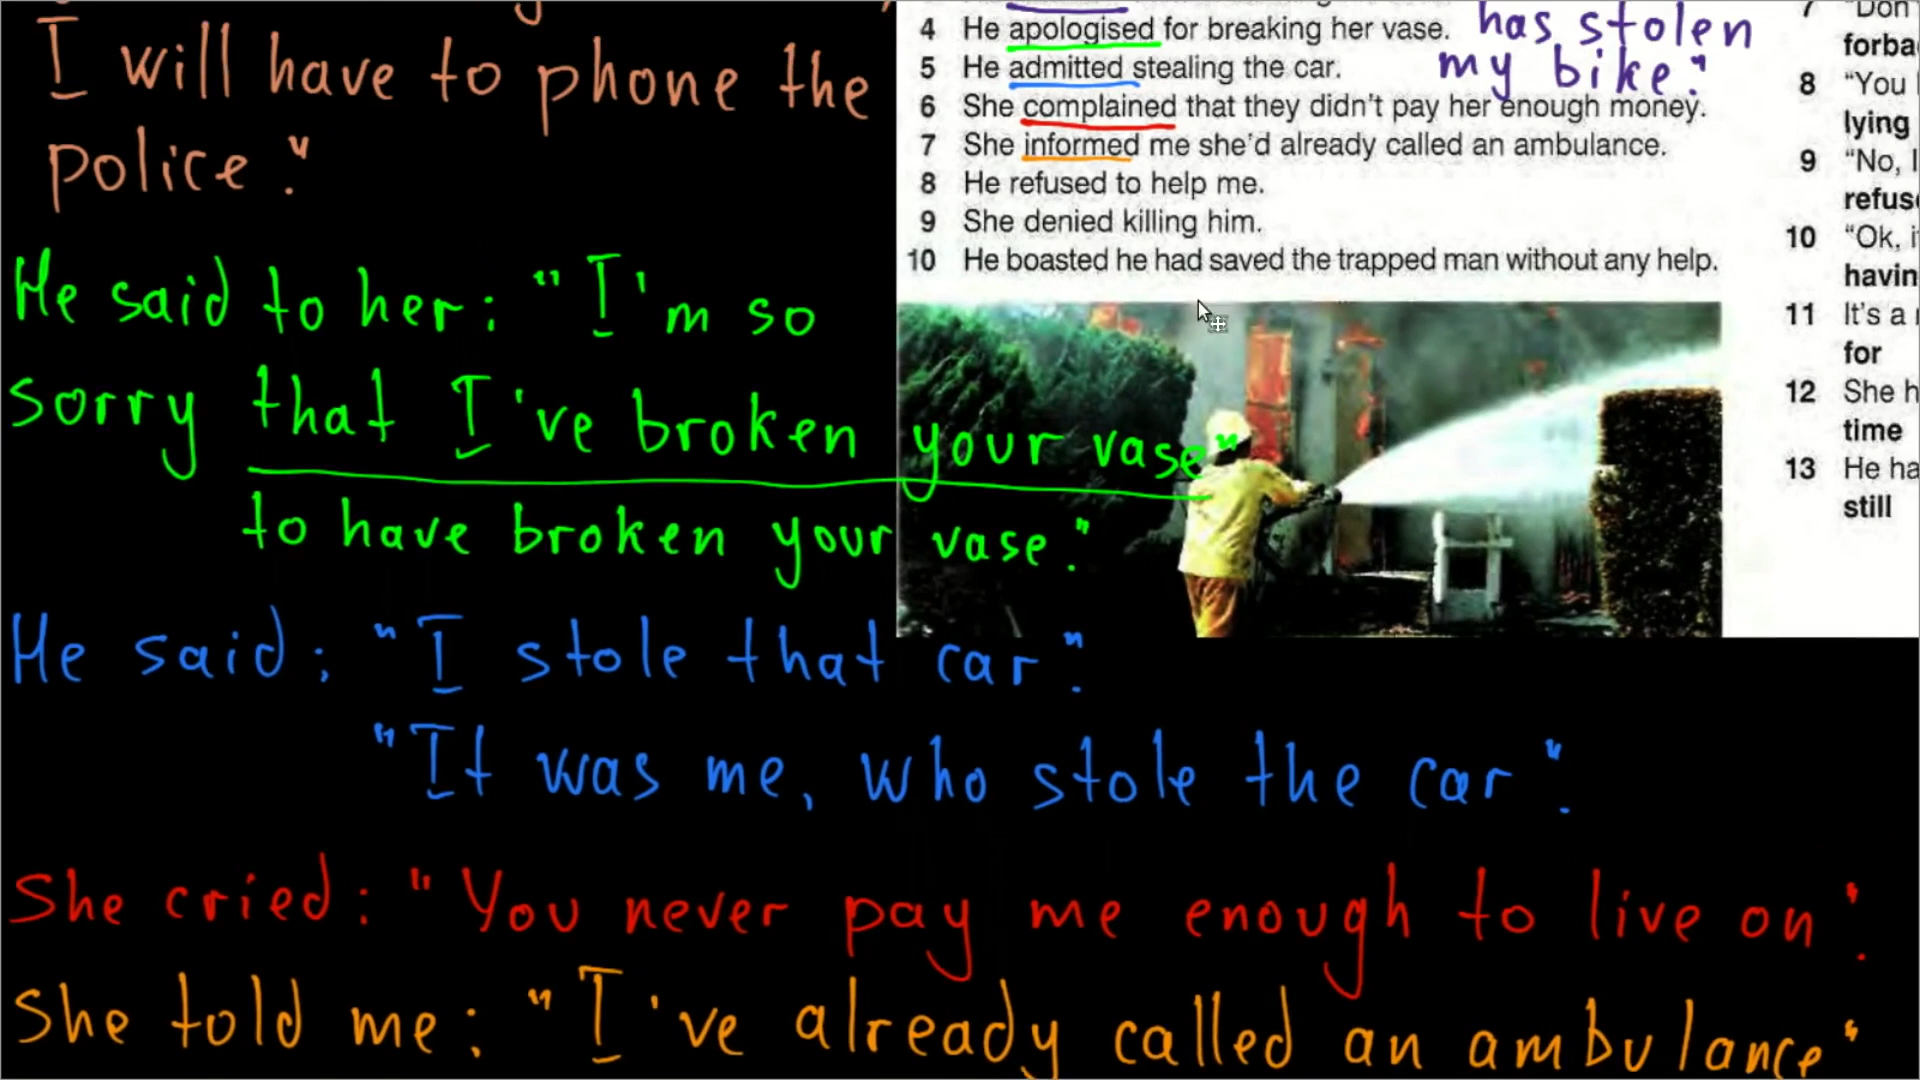 I will have to phone the
police."
He said to her: "I'm so
sorry that I've broken your vase"
to have broken your vase."
He said: "I stole that car".
"It was me, who stole the car".
She cried: "You never pay me enough to live on".
She told me: "I've already called an ambulance"
has stolen
my bike."
4 He apologised for breaking her vase.
5 He admitted stealing the car.
6 She complained that they didn't pay her enough money.
7 She informed me she'd already called an ambulance.
8 He refused to help me.
9 She denied killing him.
10 He boasted he had saved the trapped man without any help.
7 "Don
forba
8 "You
lying
9 "No, I
refus
10 "Ok, i
havin
11 It's a
for
12 She h
time
13 He ha
still